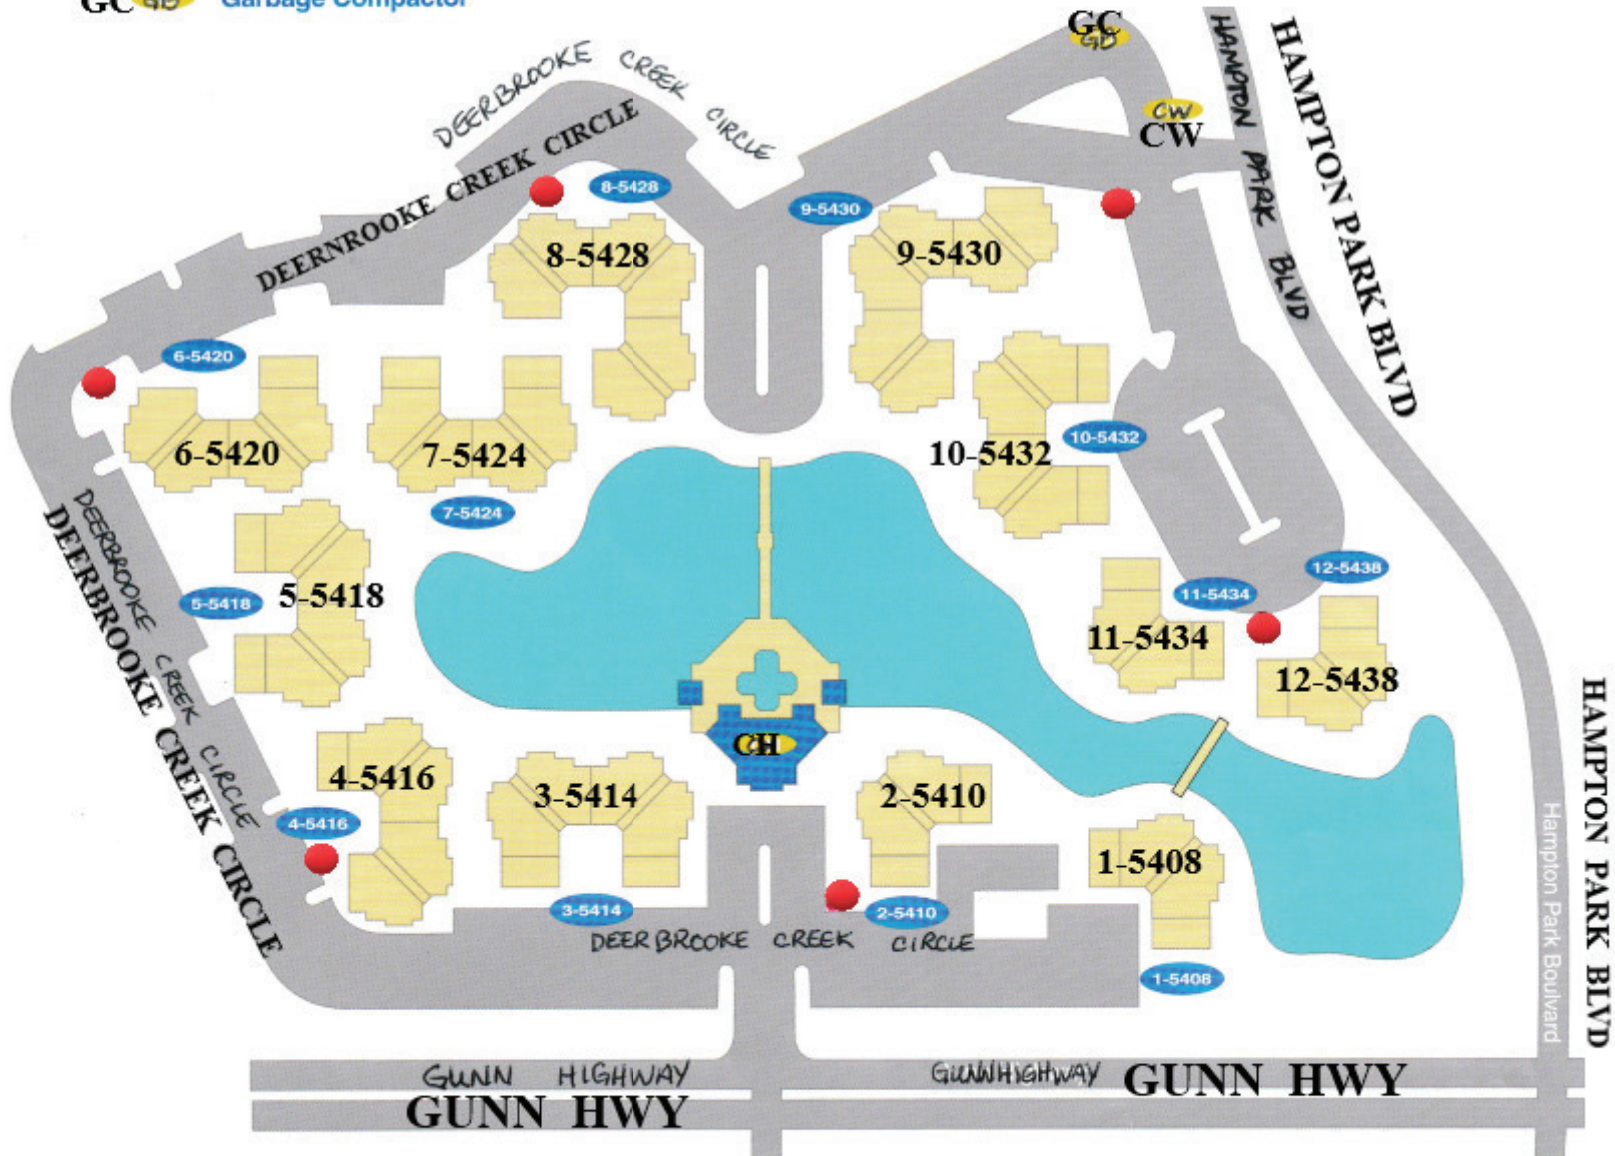 GC GD Garbage Compactor
GC
GD
CW
CW
HAMPTON PARK BLVD
HAMPTON PARK BLVD
DEERBROOKE CREEK CIRCLE
DEERNROOKE CREEK CIRCLE
8-5428
8-5428
9-5430
9-5430
6-5420
6-5420
7-5424
7-5424
10-5432
10-5432
DEERBROOKE CREEK CIRCLE
DEERBROOKE CREEK CIRCLE
5-5418
5-5418
11-5434
11-5434
12-5438
12-5438
CH
4-5416
4-5416
3-5414
3-5414
2-5410
2-5410
1-5408
1-5408
DEERBROOKE CREEK CIRCLE
HAMPTON PARK BLVD
Hampton Park Boulvard
GUNN HIGHWAY
GUNN HWY
GUNNHIGHWAY GUNN HWY